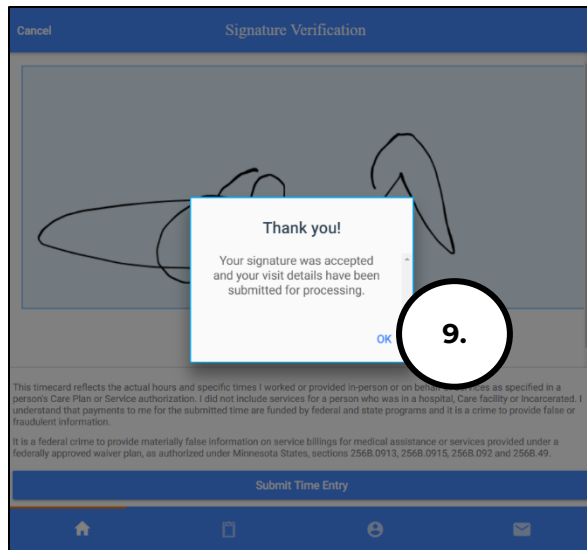 Cancel
Signature Verification
Thank you!
Your signature was accepted
and your visit details have been
submitted for processing.
OK
9.
This timecard reflects the actual hours and specific times I worked or provided in-person or on behalf of services as specified in a
person's Care Plan or Service authorization. I did not include services for a person who was in a hospital, Care facility or Incarcerated. I
understand that payments to me for the submitted time are funded by federal and state programs and it is a crime to provide false or
fraudulent information.
It is a federal crime to provide materially false information on service billings for medical assistance or services provided under a
federally approved waiver plan, as authorized under Minnesota States, sections 256B.0913, 256B.0915, 256B.092 and 256B.49.
Submit Time Entry